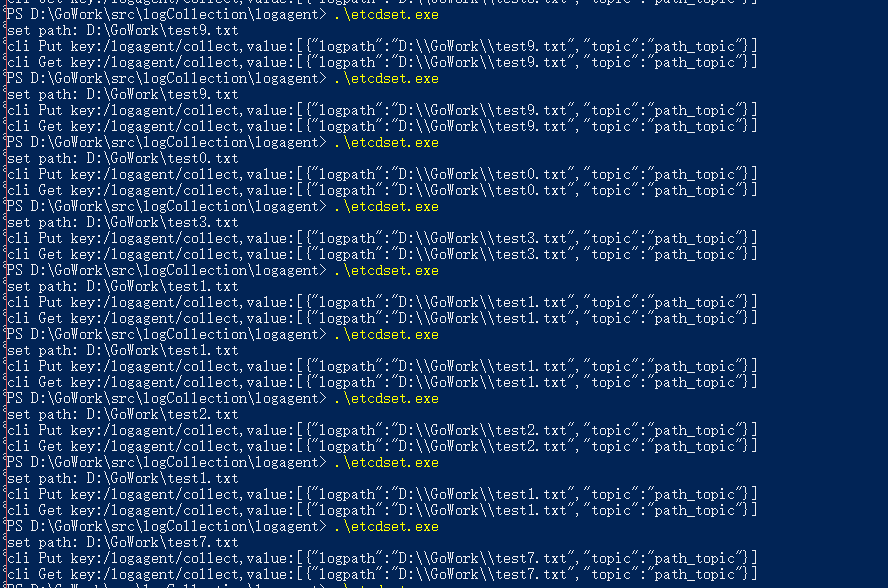 PS D:\GoWork\src\logCollection\logagent> .\etcdset.exe
set path: D:\GoWork\test9.txt
cli Put key:/logagent/collect,value:[{"logpath":"D:\\GoWork\\test9.txt","topic":"path_topic"}]
cli Get key:/logagent/collect,value:[{"logpath":"D:\\GoWork\\test9.txt","topic":"path_topic"}]
PS D:\GoWork\src\logCollection\logagent> .\etcdset.exe
set path: D:\GoWork\test9.txt
cli Put key:/logagent/collect,value:[{"logpath":"D:\\GoWork\\test9.txt","topic":"path_topic"}]
cli Get key:/logagent/collect,value:[{"logpath":"D:\\GoWork\\test9.txt","topic":"path_topic"}]
PS D:\GoWork\src\logCollection\logagent> .\etcdset.exe
set path: D:\GoWork\test0.txt
cli Put key:/logagent/collect,value:[{"logpath":"D:\\GoWork\\test0.txt","topic":"path_topic"}]
cli Get key:/logagent/collect,value:[{"logpath":"D:\\GoWork\\test0.txt","topic":"path_topic"}]
PS D:\GoWork\src\logCollection\logagent> .\etcdset.exe
set path: D:\GoWork\test3.txt
cli Put key:/logagent/collect,value:[{"logpath":"D:\\GoWork\\test3.txt","topic":"path_topic"}]
cli Get key:/logagent/collect,value:[{"logpath":"D:\\GoWork\\test3.txt","topic":"path_topic"}]
PS D:\GoWork\src\logCollection\logagent> .\etcdset.exe
set path: D:\GoWork\test1.txt
cli Put key:/logagent/collect,value:[{"logpath":"D:\\GoWork\\test1.txt","topic":"path_topic"}]
cli Get key:/logagent/collect,value:[{"logpath":"D:\\GoWork\\test1.txt","topic":"path_topic"}]
PS D:\GoWork\src\logCollection\logagent> .\etcdset.exe
set path: D:\GoWork\test1.txt
cli Put key:/logagent/collect,value:[{"logpath":"D:\\GoWork\\test1.txt","topic":"path_topic"}]
cli Get key:/logagent/collect,value:[{"logpath":"D:\\GoWork\\test1.txt","topic":"path_topic"}]
PS D:\GoWork\src\logCollection\logagent> .\etcdset.exe
set path: D:\GoWork\test2.txt
cli Put key:/logagent/collect,value:[{"logpath":"D:\\GoWork\\test2.txt","topic":"path_topic"}]
cli Get key:/logagent/collect,value:[{"logpath":"D:\\GoWork\\test2.txt","topic":"path_topic"}]
PS D:\GoWork\src\logCollection\logagent> .\etcdset.exe
set path: D:\GoWork\test1.txt
cli Put key:/logagent/collect,value:[{"logpath":"D:\\GoWork\\test1.txt","topic":"path_topic"}]
cli Get key:/logagent/collect,value:[{"logpath":"D:\\GoWork\\test1.txt","topic":"path_topic"}]
PS D:\GoWork\src\logCollection\logagent> .\etcdset.exe
set path: D:\GoWork\test7.txt
cli Put key:/logagent/collect,value:[{"logpath":"D:\\GoWork\\test7.txt","topic":"path_topic"}]
cli Get key:/logagent/collect,value:[{"logpath":"D:\\GoWork\\test7.txt","topic":"path_topic"}]